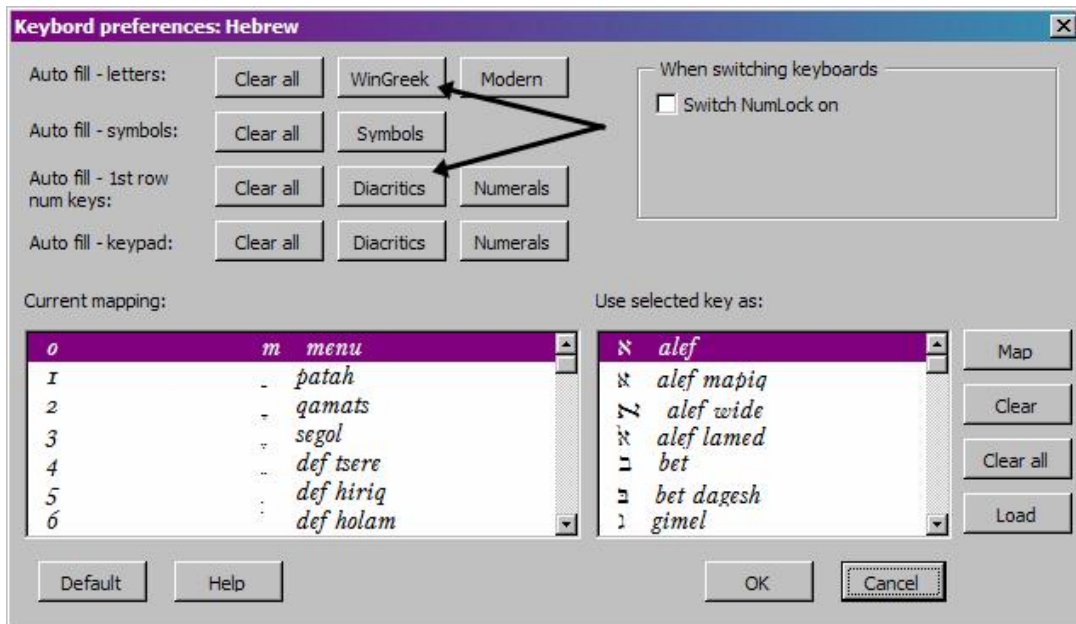 Keybord preferences: Hebrew
Auto fill - letters: Clear all WinGreek Modern
When switching keyboards
Switch NumLock on
Auto fill - symbols: Clear all Symbols
Auto fill - 1st row
num keys: Clear all Diacritics Numerals
Auto fill - keypad: Clear all Diacritics Numerals
Current mapping:
0 m menu
1 patah
2 qamats
3 segol
4 def tsere
5 def hiriq
6 def holam
Use selected key as:
א alef
אּ alef mapiq
ﬡ alef wide
ﭏ alef lamed
ב bet
בּ bet dagesh
ג gimel
Map
Clear
Clear all
Load
Default Help OK Cancel